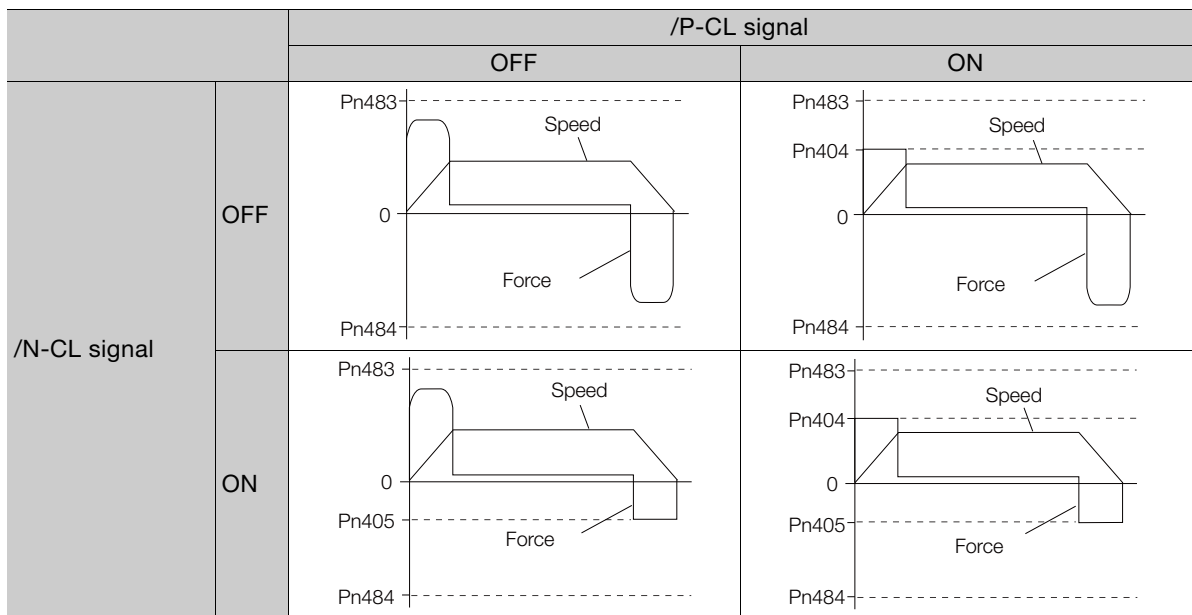 /P-CL signal
OFF
ON
/N-CL signal
OFF
Pn483
Speed
0
Force
Pn484
Pn483
Speed
Pn404
0
Force
Pn484
ON
Pn483
Speed
0
Pn405
Force
Pn484
Pn483
Speed
Pn404
0
Pn405
Force
Pn484